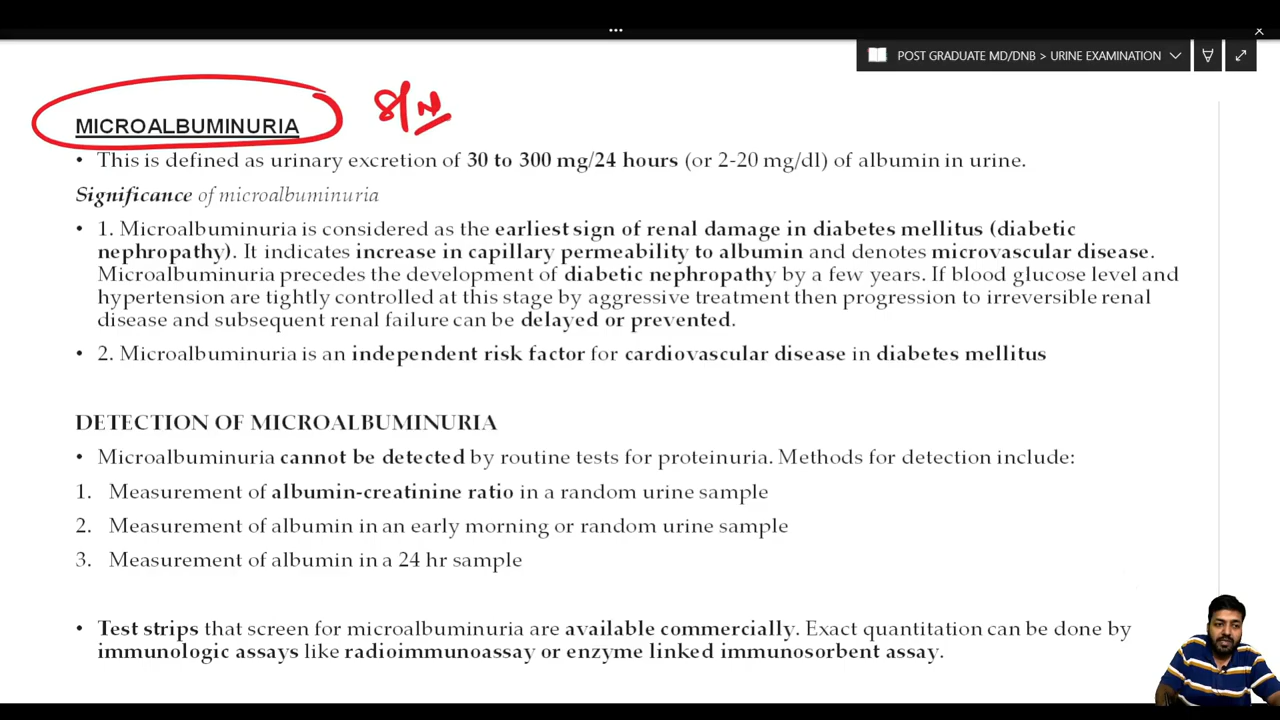 ...
POST GRADUATE MD/DNB > URINE EXAMINATION
MICROALBUMINURIA
S/N
• This is defined as urinary excretion of 30 to 300 mg/24 hours (or 2-20 mg/dl) of albumin in urine.
Significance of microalbuminuria
• 1. Microalbuminuria is considered as the earliest sign of renal damage in diabetes mellitus (diabetic
nephropathy). It indicates increase in capillary permeability to albumin and denotes microvascular disease.
Microalbuminuria precedes the development of diabetic nephropathy by a few years. If blood glucose level and
hypertension are tightly controlled at this stage by aggressive treatment then progression to irreversible renal
disease and subsequent renal failure can be delayed or prevented.
• 2. Microalbuminuria is an independent risk factor for cardiovascular disease in diabetes mellitus
DETECTION OF MICROALBUMINURIA
• Microalbuminuria cannot be detected by routine tests for proteinuria. Methods for detection include:
1. Measurement of albumin-creatinine ratio in a random urine sample
2. Measurement of albumin in an early morning or random urine sample
3. Measurement of albumin in a 24 hr sample
• Test strips that screen for microalbuminuria are available commercially. Exact quantitation can be done by
immunologic assays like radioimmunoassay or enzyme linked immunosorbent assay.